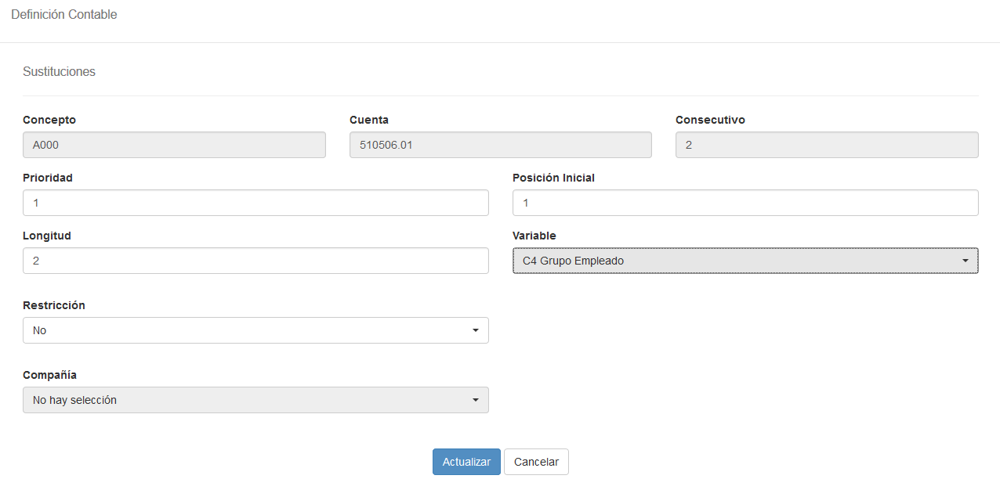 Definición Contable
Sustituciones
Concepto Cuenta Consecutivo
A000 510506.01 2
Prioridad Posición Inicial
1 1
Longitud Variable
2 C4 Grupo Empleado
Restricción
No
Compañía
No hay selección
Actualizar Cancelar